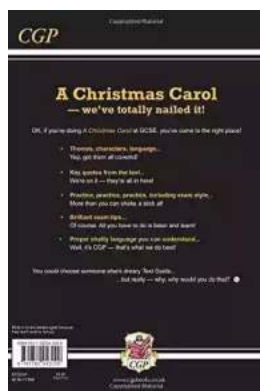 CGP
A Christmas Carol
— we've totally nailed it!
OK, if you're doing A Christmas Carol at GCSE, you've come to the right place!
Themes, characters, language...
Yep, got them all covered!
Key quotes from the text...
We're on it — they're all in here!
Practice, practice, practice, including exam-style...
More than you can shake a stick at!
Brilliant exam tips...
Of course. All you have to do is listen and learn!
Proper chatty language you can understand...
Well, it's CGP — that's what we do best!
You could choose someone else's dreary Text Guide...
...but really — why, why would you do that?
CGP
www.cgpbooks.co.uk